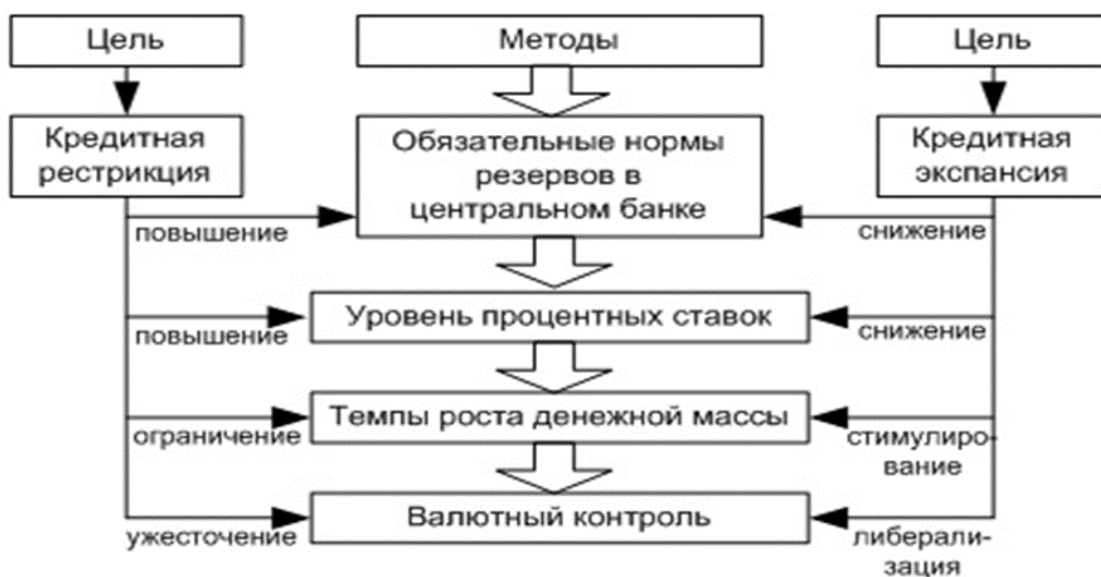 Цель
Методы
Цель
Кредитная
рестрикция
Обязательные нормы
резервов в
центральном банке
Кредитная
экспансия
повышение
снижение
Уровень процентных ставок
повышение
снижение
Темпы роста денежной массы
ограничение
стимулиро-
вание
Валютный контроль
ужесточение
либерали-
зация